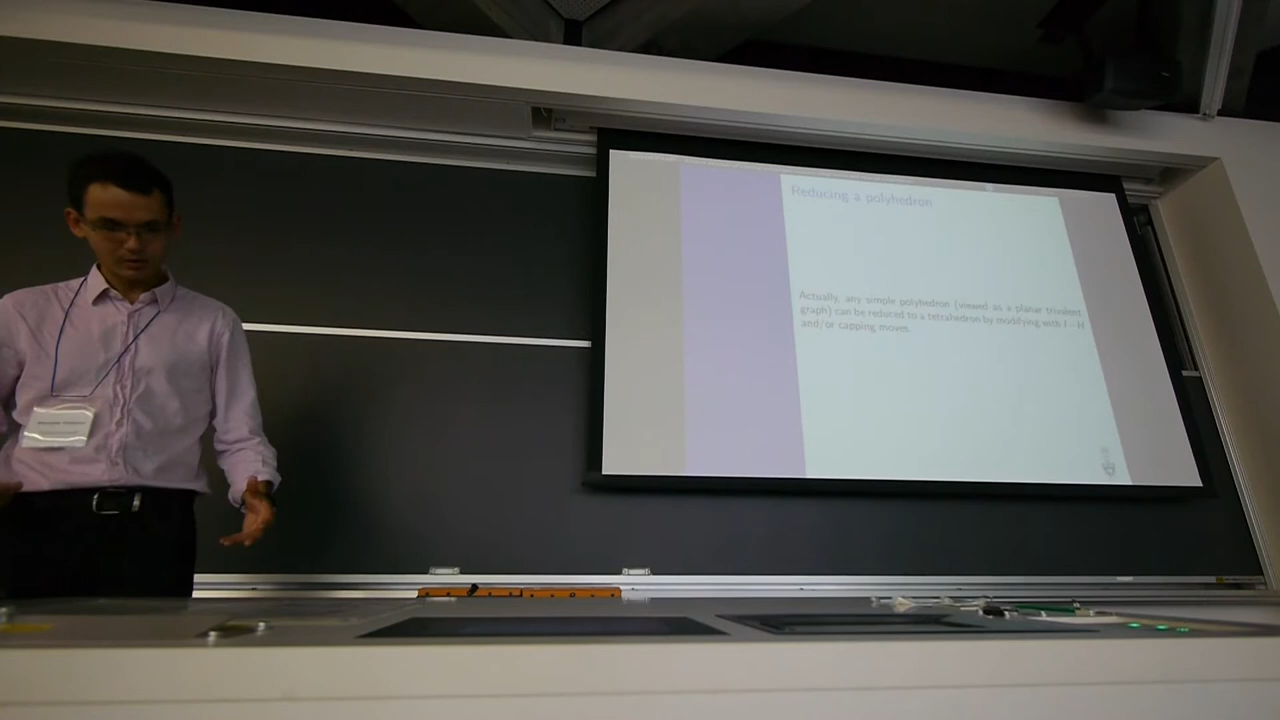 Reducing a polyhedron
Actually, any simple polyhedron (viewed as a planar trivalent
graph) can be reduced to a tetrahedron by modifying with I – H
and/or capping moves.